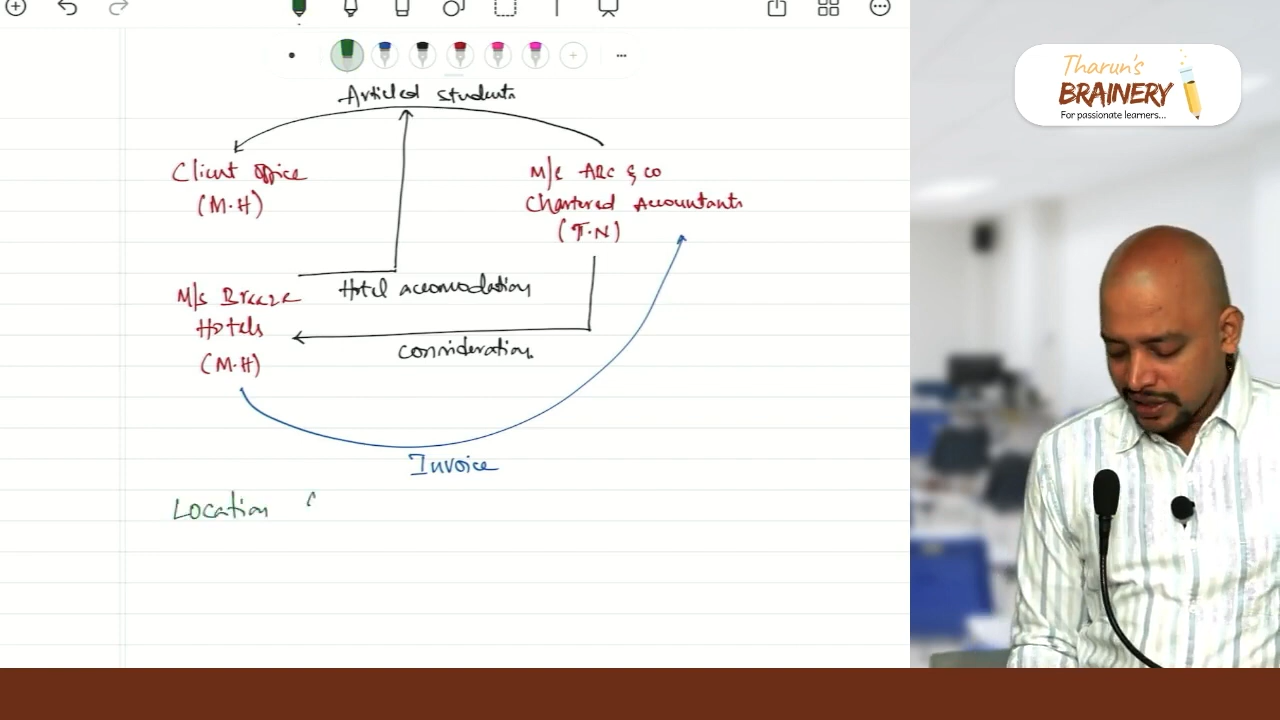 Tharun's
BRAINERY
For passionate learners...
Articled students
Client office
(M.H)
M/s ABC & co
Chartered Accountants
(T.N)
Hotel accomodation
M/s Breeze
Hotels
(M.H)
consideration
Invoice
Location